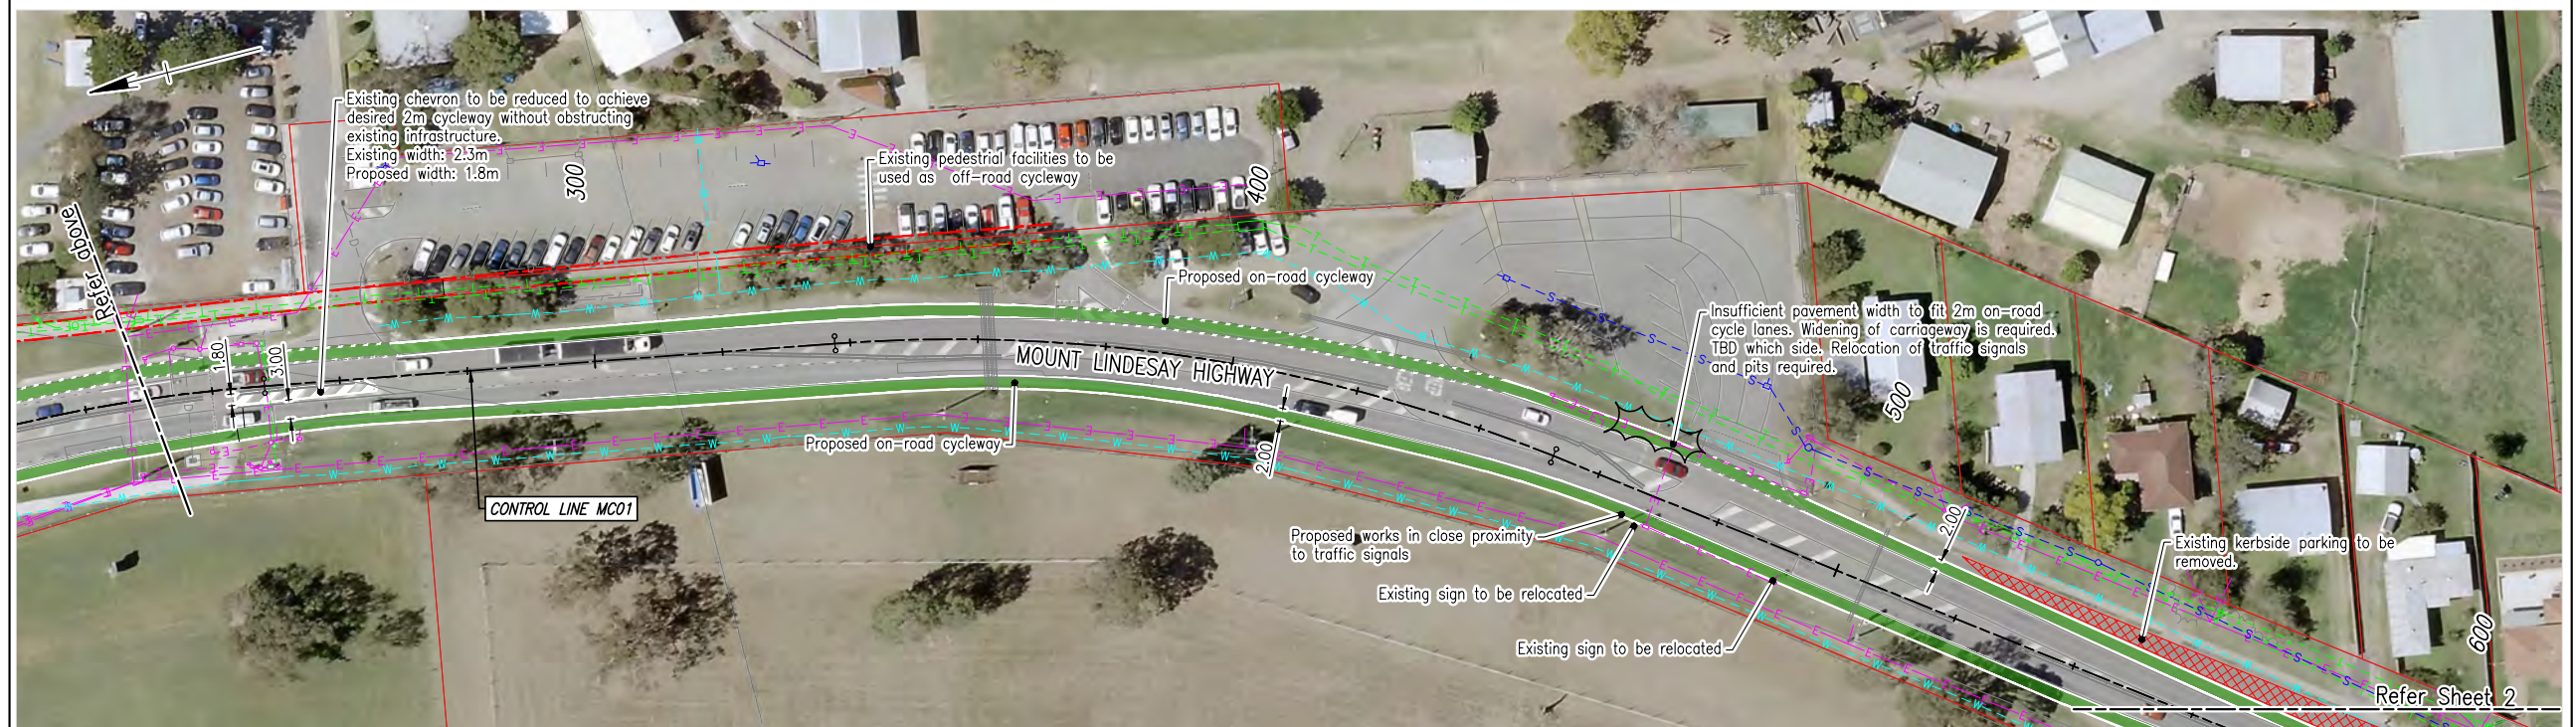 Existing chevron to be reduced to achieve
desired 2m cycleway without obstructing
existing infrastructure.
Existing width: 2.3m
Proposed width: 1.8m
300
Existing pedestrial facilities to be
used as off-road cycleway
400
Refer above
1.80
3.00
Proposed on-road cycleway
MOUNT LINDESAY HIGHWAY
Insufficient pavement width to fit 2m on-road
cycle lanes. Widening of carriageway is required.
TBD which side. Relocation of traffic signals
and pits required.
500
Proposed on-road cycleway
2.00
CONTROL LINE MC01
Proposed works in close proximity
to traffic signals
2.00
Existing kerbside parking to be
removed.
Existing sign to be relocated
Existing sign to be relocated
600
Refer Sheet 2